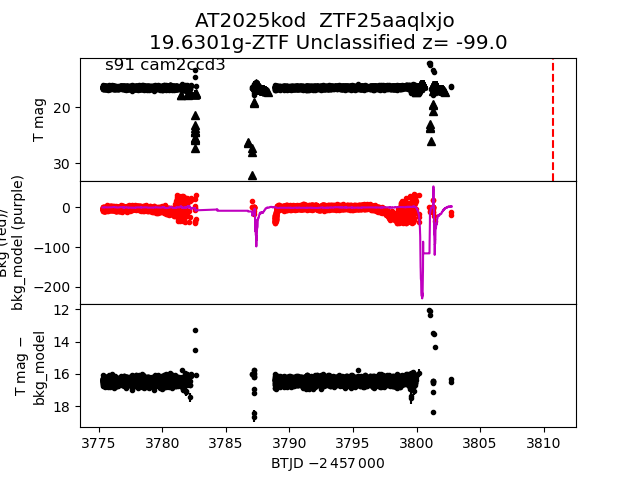 AT2025kod  ZTF25aaqlxjo
19.6301g-ZTF Unclassified z= -99.0
s91 cam2ccd3
T mag
20
30
Bkg (red)/
bkg_model (purple)
0
−100
−200
T mag −
bkg_model
12
14
16
18
3775 3780 3785 3790 3795 3800 3805 3810
BTJD −2 457 000